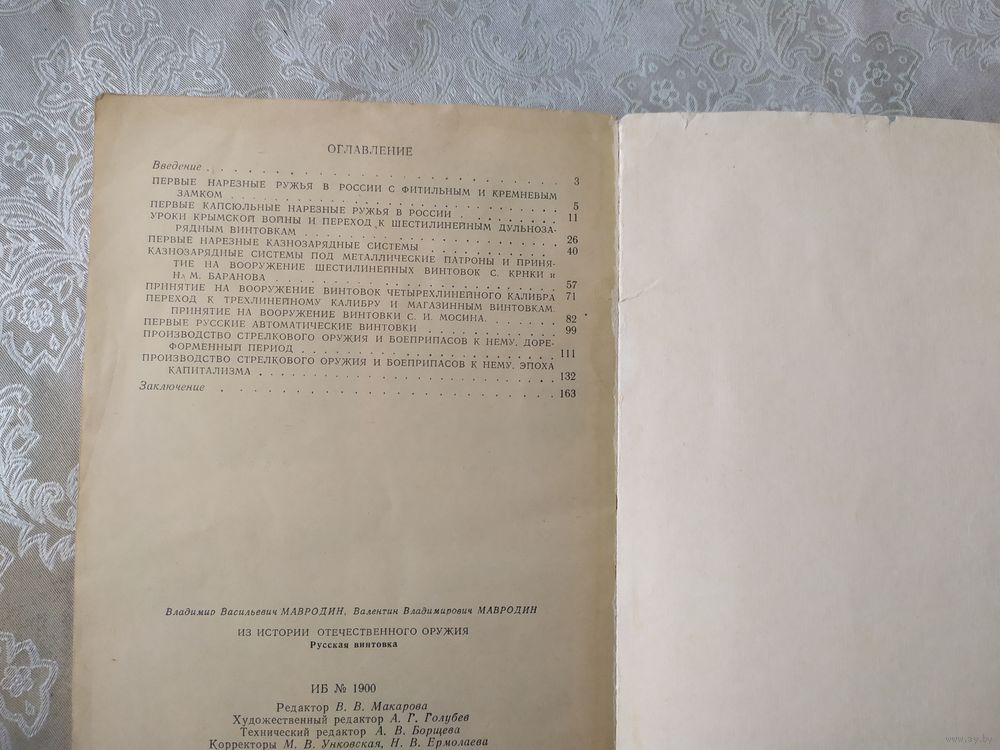 ОГЛАВЛЕНИЕ
Введение . . . . . . . . . . . . . . . . . . . . 3
ПЕРВЫЕ НАРЕЗНЫЕ РУЖЬЯ В РОССИИ С ФИТИЛЬНЫМ И КРЕМНЕВЫМ
ЗАМКОМ . . . . . . . . . . . . . . . . . . . . 5
ПЕРВЫЕ КАПСЮЛЬНЫЕ НАРЕЗНЫЕ РУЖЬЯ В РОССИИ . . . . . . . . 11
УРОКИ КРЫМСКОЙ ВОЙНЫ И ПЕРЕХОД К ШЕСТИЛИНЕЙНЫМ ДУЛЬНОЗА-
РЯДНЫМ ВИНТОВКАМ . . . . . . . . . . . . . . . . 26
ПЕРВЫЕ НАРЕЗНЫЕ КАЗНОЗАРЯДНЫЕ СИСТЕМЫ . . . . . . . . . 40
КАЗНОЗАРЯДНЫЕ СИСТЕМЫ ПОД МЕТАЛЛИЧЕСКИЕ ПАТРОНЫ И ПРИНЯ-
ТИЕ НА ВООРУЖЕНИЕ ШЕСТИЛИНЕЙНЫХ ВИНТОВОК С. КРНКИ и
Н. М. БАРАНОВА . . . . . . . . . . . . . . . . . 57
ПРИНЯТИЕ НА ВООРУЖЕНИЕ ВИНТОВОК ЧЕТЫРЕХЛИНЕЙНОГО КАЛИБРА 71
ПЕРЕХОД К ТРЕХЛИНЕЙНОМУ КАЛИБРУ И МАГАЗИННЫМ ВИНТОВКАМ.
ПРИНЯТИЕ НА ВООРУЖЕНИЕ ВИНТОВКИ С. И. МОСИНА. . . . . . . 82
ПЕРВЫЕ РУССКИЕ АВТОМАТИЧЕСКИЕ ВИНТОВКИ . . . . . . . . . 99
ПРОИЗВОДСТВО СТРЕЛКОВОГО ОРУЖИЯ И БОЕПРИПАСОВ К НЕМУ. ДОРЕ-
ФОРМЕННЫЙ ПЕРИОД . . . . . . . . . . . . . . . . 111
ПРОИЗВОДСТВО СТРЕЛКОВОГО ОРУЖИЯ И БОЕПРИПАСОВ К НЕМУ. ЭПОХА
КАПИТАЛИЗМА . . . . . . . . . . . . . . . . . . 132
Заключение . . . . . . . . . . . . . . . . . . . 163
Владимир Васильевич МАВРОДИН, Валентин Владимирович МАВРОДИН
ИЗ ИСТОРИИ ОТЕЧЕСТВЕННОГО ОРУЖИЯ
Русская винтовка
ИБ № 1900
Редактор В. В. Макарова
Художественный редактор А. Г. Голубев
Технический редактор А. В. Борщева
Корректоры М. В. Унковская, Н. В. Ермолаева
www.ay.by